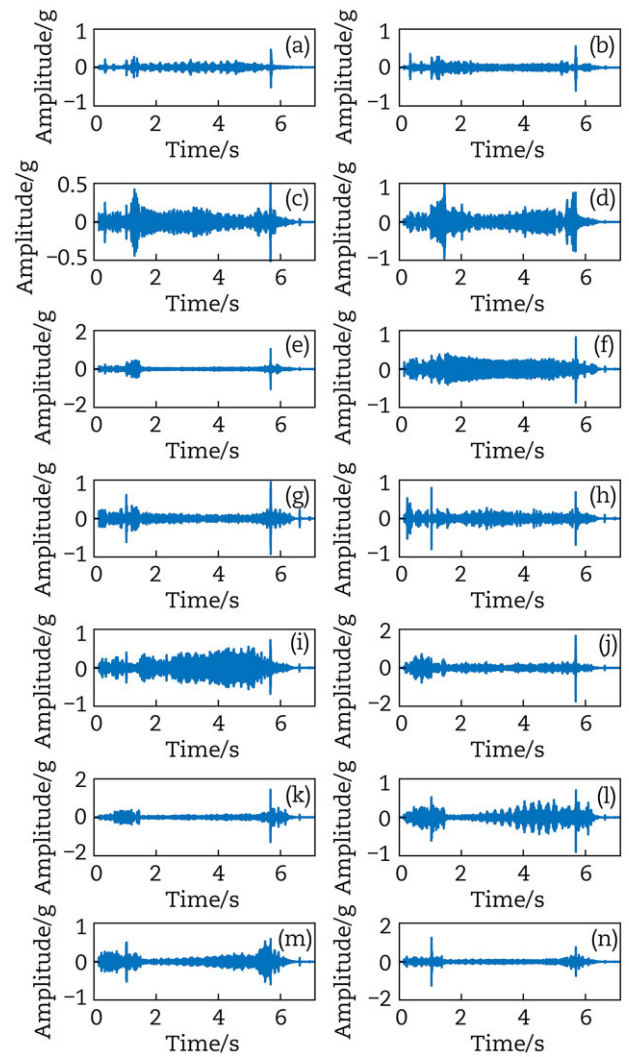 Amplitude/g
1
0
−1
(a)
0 2 4 6
Time/s
Amplitude/g
1
0
−1
(b)
0 2 4 6
Time/s
Amplitude/g
0.5
0
−0.5
(c)
0 2 4 6
Time/s
Amplitude/g
1
0
−1
(d)
0 2 4 6
Time/s
Amplitude/g
2
0
−2
(e)
0 2 4 6
Time/s
Amplitude/g
1
0
−1
(f)
0 2 4 6
Time/s
Amplitude/g
1
0
−1
(g)
0 2 4 6
Time/s
Amplitude/g
1
0
−1
(h)
0 2 4 6
Time/s
Amplitude/g
1
0
−1
(i)
0 2 4 6
Time/s
Amplitude/g
2
0
−2
(j)
0 2 4 6
Time/s
Amplitude/g
2
0
−2
(k)
0 2 4 6
Time/s
Amplitude/g
1
0
−1
(l)
0 2 4 6
Time/s
Amplitude/g
1
0
−1
(m)
0 2 4 6
Time/s
Amplitude/g
2
0
−2
(n)
0 2 4 6
Time/s